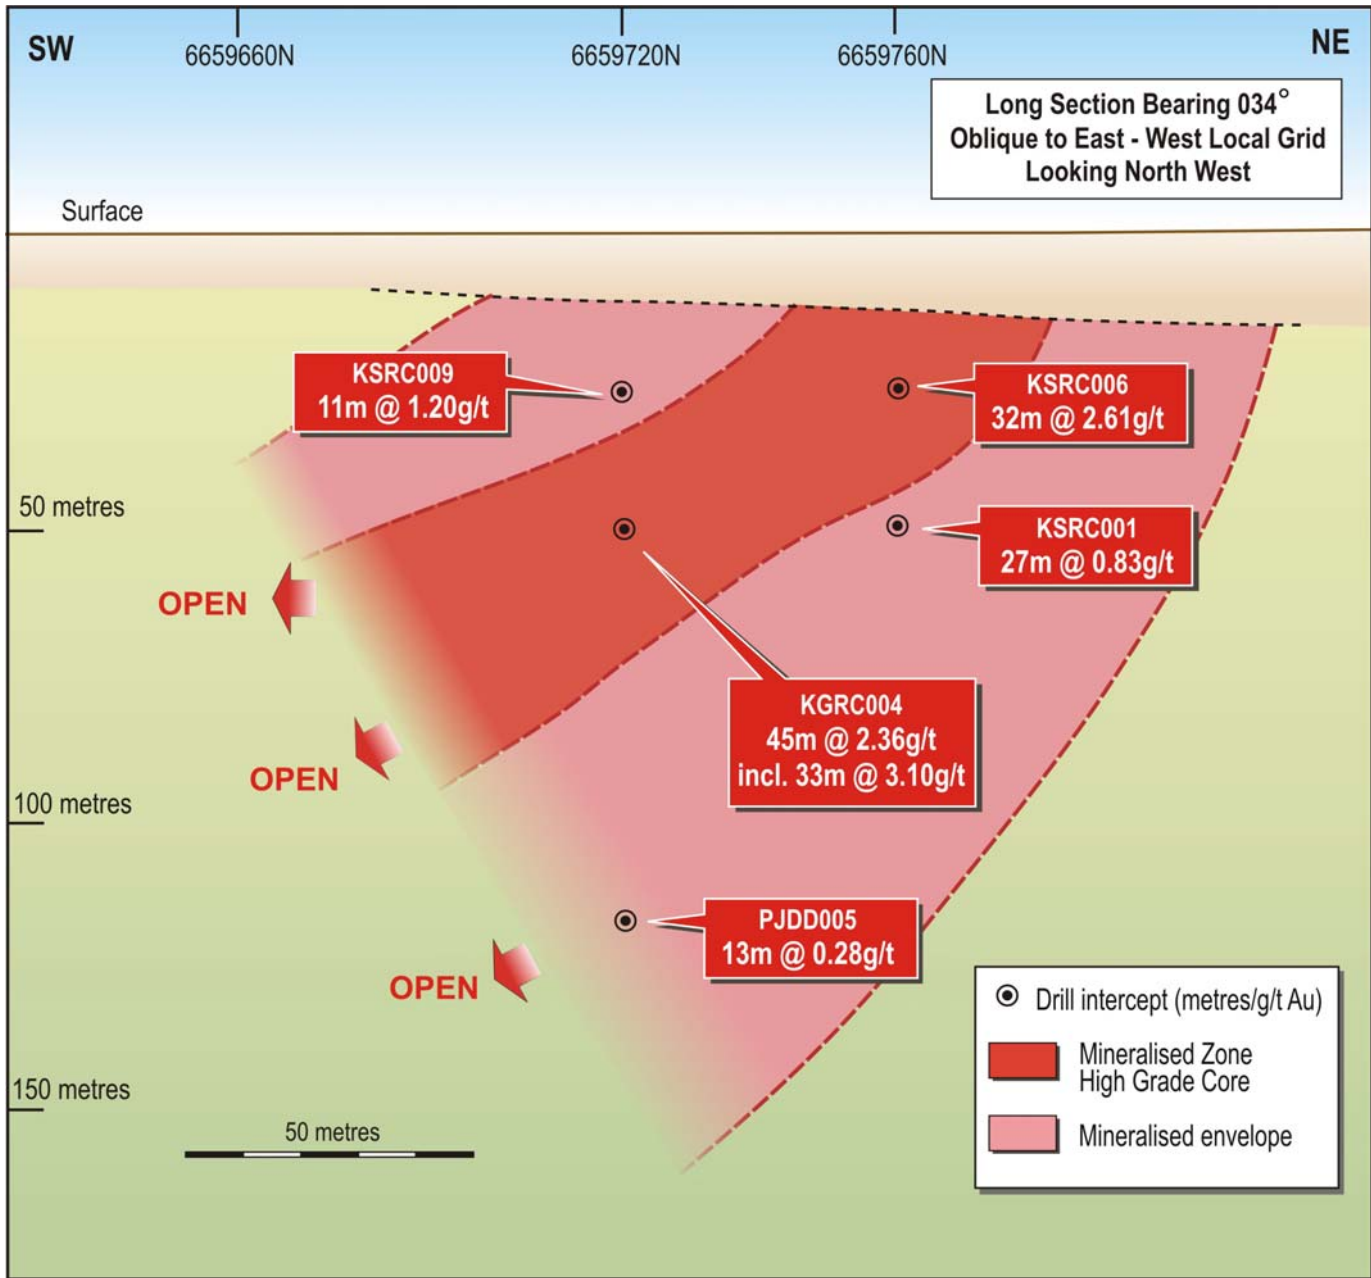 SW
6659660N
6659720N
6659760N
NE
Long Section Bearing 034°
Oblique to East - West Local Grid
Looking North West
Surface
KSRC009
11m @ 1.20g/t
KSRC006
32m @ 2.61g/t
50 metres
KSRC001
27m @ 0.83g/t
OPEN
KGRC004
45m @ 2.36g/t
incl. 33m @ 3.10g/t
OPEN
100 metres
PJDD005
13m @ 0.28g/t
OPEN
Drill intercept (metres/g/t Au)
Mineralised Zone
High Grade Core
Mineralised envelope
150 metres
50 metres